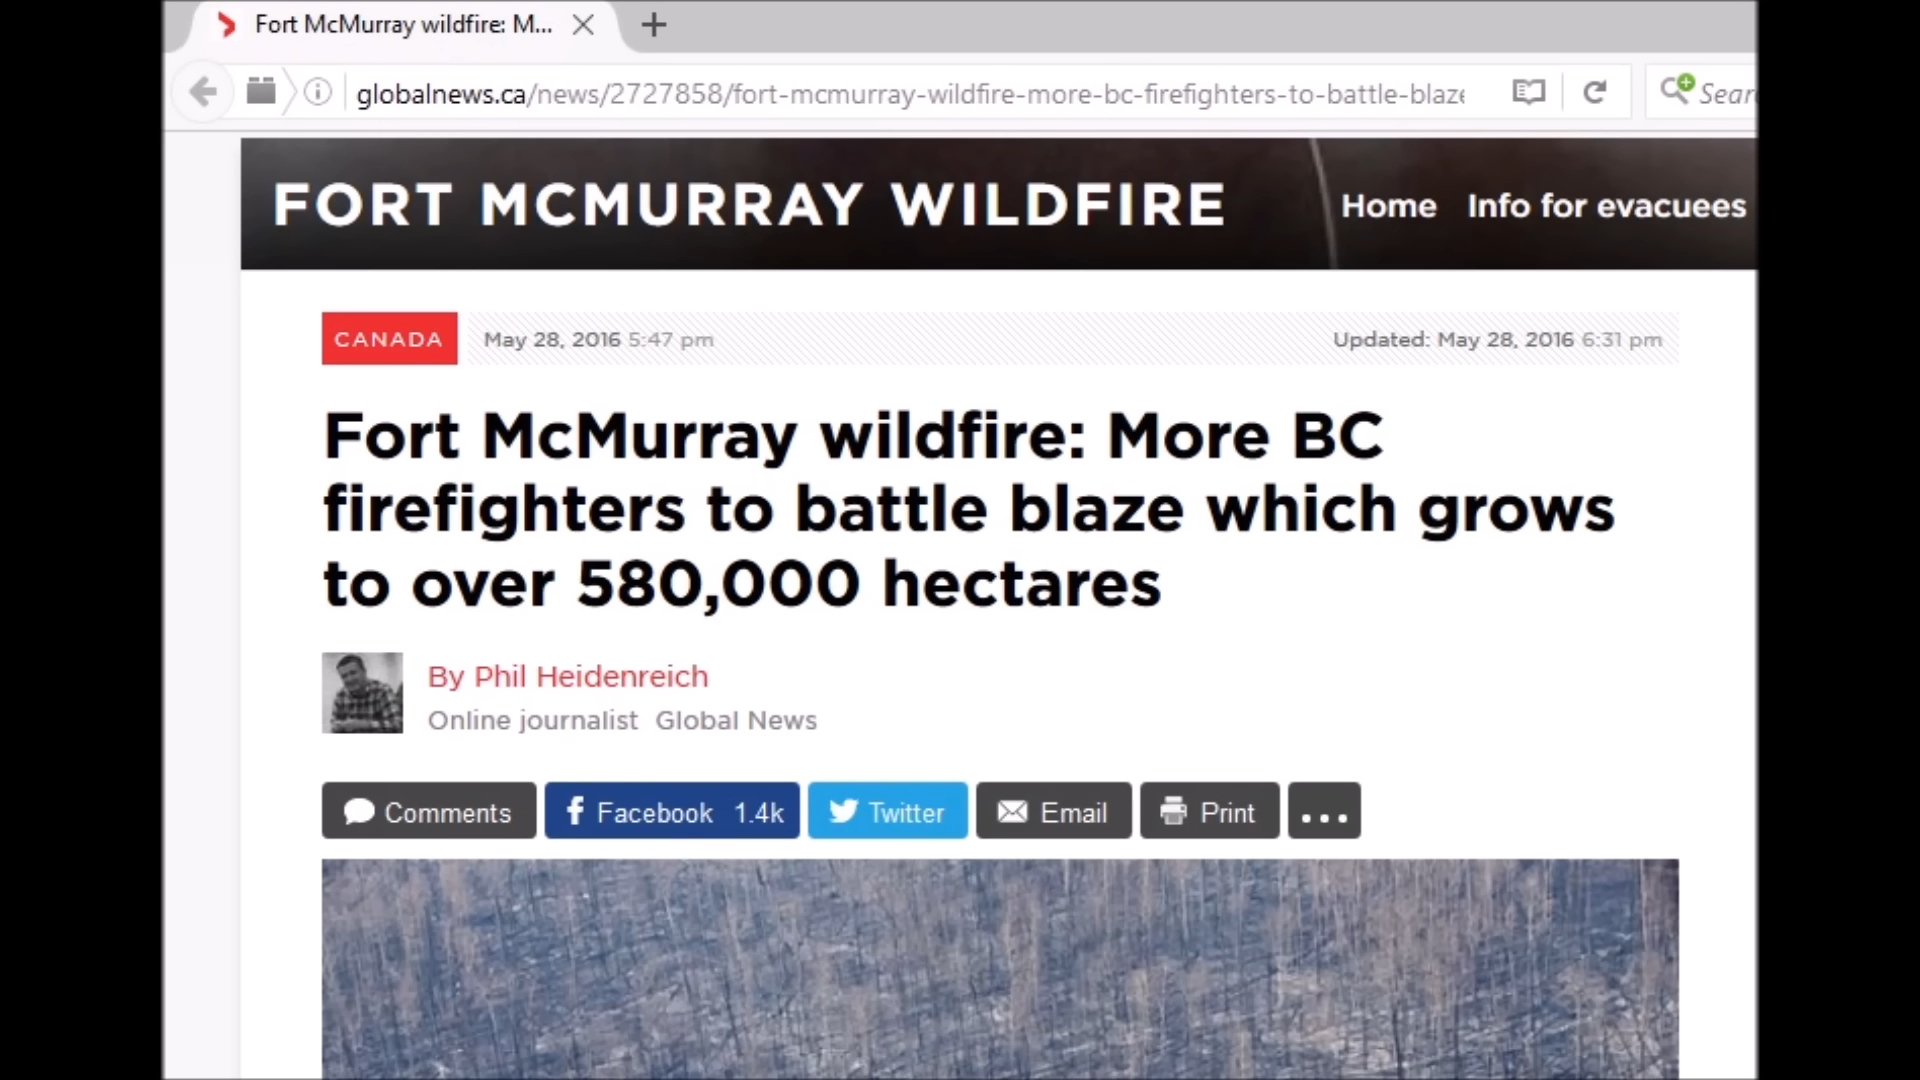 Fort McMurray wildfire: M...
globalnews.ca/news/2727858/fort-mcmurray-wildfire-more-bc-firefighters-to-battle-blaze
Sear
FORT MCMURRAY WILDFIRE Home Info for evacuees
CANADA May 28, 2016 5:47 pm Updated: May 28, 2016 6:31 pm
Fort McMurray wildfire: More BC
firefighters to battle blaze which grows
to over 580,000 hectares
By Phil Heidenreich
Online journalist Global News
Comments Facebook 1.4k Twitter Email Print ...